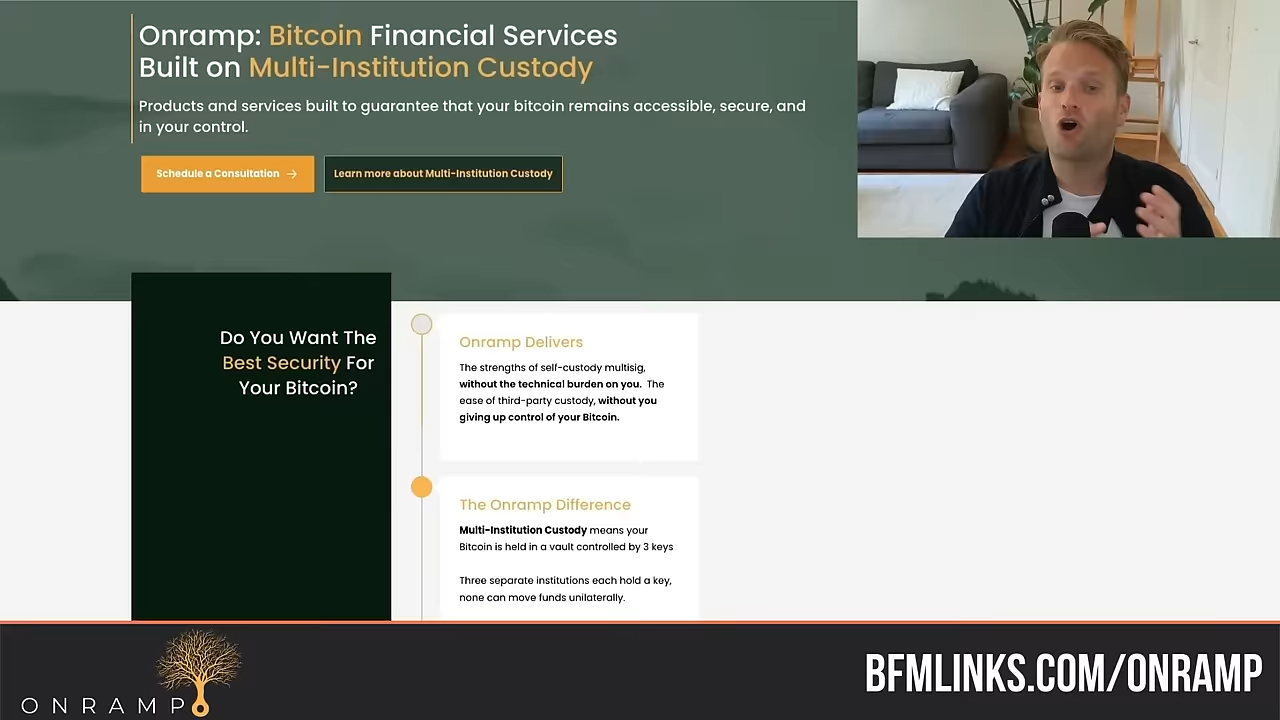 Onramp: Bitcoin Financial Services
Built on Multi-Institution Custody
Products and services built to guarantee that your bitcoin remains accessible, secure, and
in your control.
Schedule a Consultation →
Learn more about Multi-Institution Custody
Do You Want The
Best Security For
Your Bitcoin?
Onramp Delivers
The strengths of self-custody multisig,
without the technical burden on you. The
ease of third-party custody, without you
giving up control of your Bitcoin.
The Onramp Difference
Multi-Institution Custody means your
Bitcoin is held in a vault controlled by 3 keys
Three separate institutions each hold a key,
none can move funds unilaterally.
ONRAMP
BFMLINKS.COM/ONRAMP